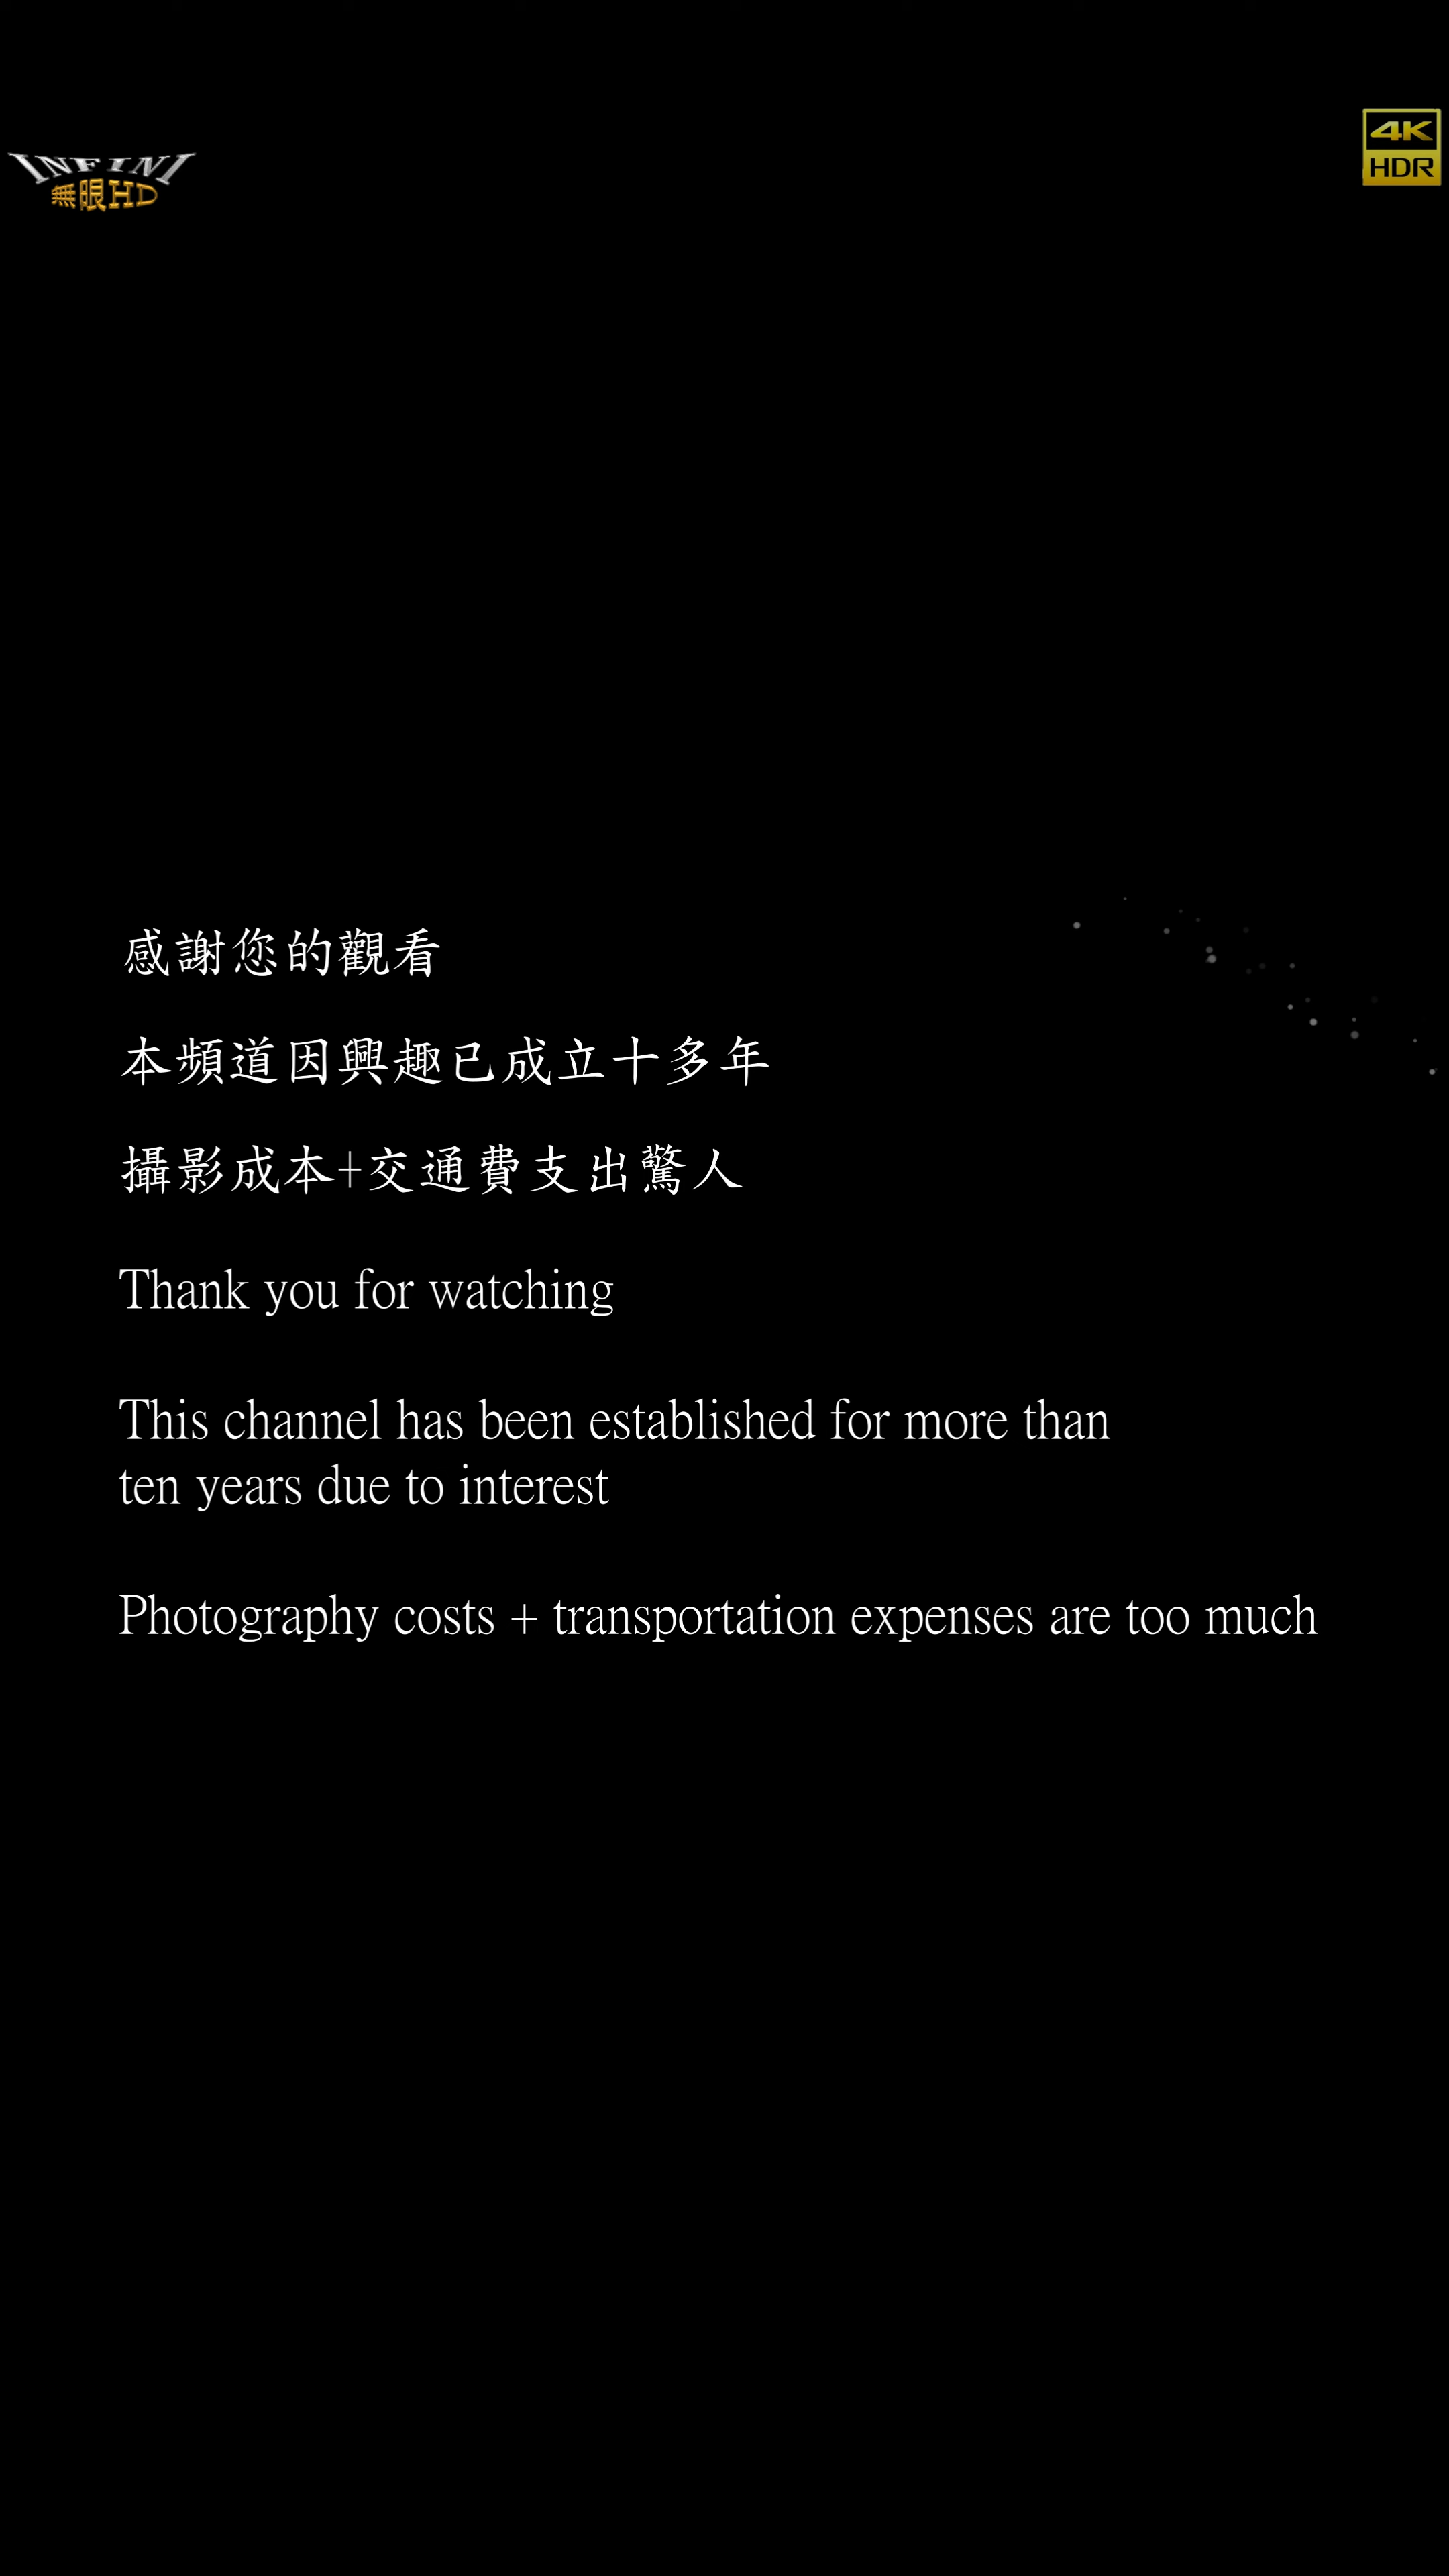 INFINI
無限HD
4K
HDR
感謝您的觀看
本頻道因興趣已成立十多年
攝影成本+交通費支出驚人
Thank you for watching
This channel has been established for more than
ten years due to interest
Photography costs + transportation expenses are too much